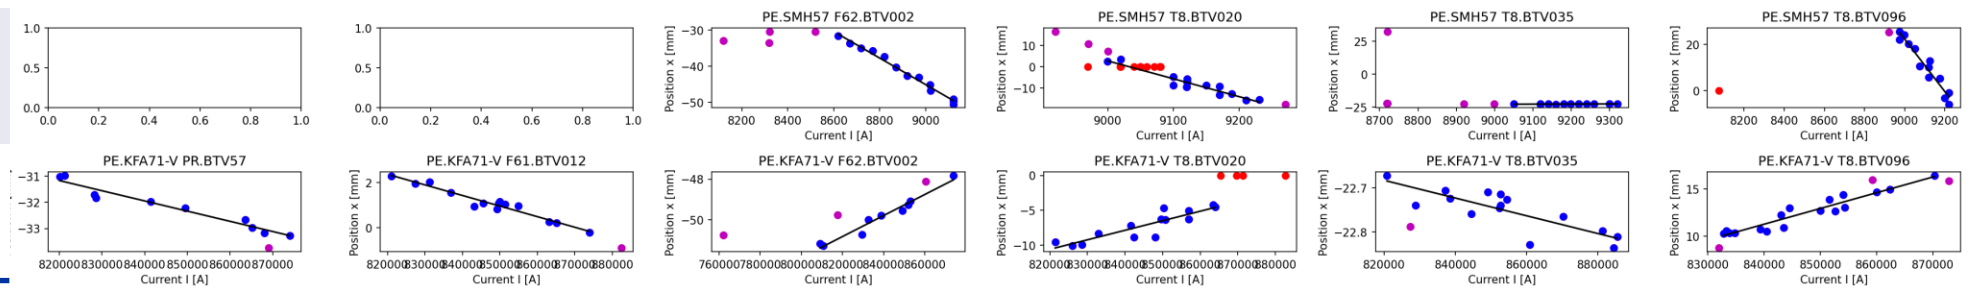 PE.SMH57 F62.BTV002
PE.SMH57 T8.BTV020
PE.SMH57 T8.BTV035
PE.SMH57 T8.BTV096
1.0
0.5
0.0
0.0 0.2 0.4 0.6 0.8 1.0
1.0
0.5
0.0
0.0 0.2 0.4 0.6 0.8 1.0
Position x [mm]
−30
−40
−50
8200 8400 8600 8800 9000
Current I [A]
Position x [mm]
10
0
−10
9000 9100 9200
Current I [A]
Position x [mm]
25
0
−25
8700 8800 8900 9000 9100 9200 9300
Current I [A]
Position x [mm]
20
0
8200 8400 8600 8800 9000 9200
Current I [A]
PE.KFA71-V PR.BTV57
−31
−32
−33
820000 830000 840000 850000 860000 870000
Current I [A]
PE.KFA71-V F61.BTV012
Position x [mm]
2
0
820000 830000 840000 850000 860000 870000 880000
Current I [A]
PE.KFA71-V F62.BTV002
Position x [mm]
−48
−50
760000 780000 800000 820000 840000 860000
Current I [A]
PE.KFA71-V T8.BTV020
Position x [mm]
0
−5
−10
820000 830000 840000 850000 860000 870000 880000
Current I [A]
PE.KFA71-V T8.BTV035
Position x [mm]
−22.7
−22.8
820000 840000 860000 880000
Current I [A]
PE.KFA71-V T8.BTV096
Position x [mm]
15
10
830000 840000 850000 860000 870000
Current I [A]